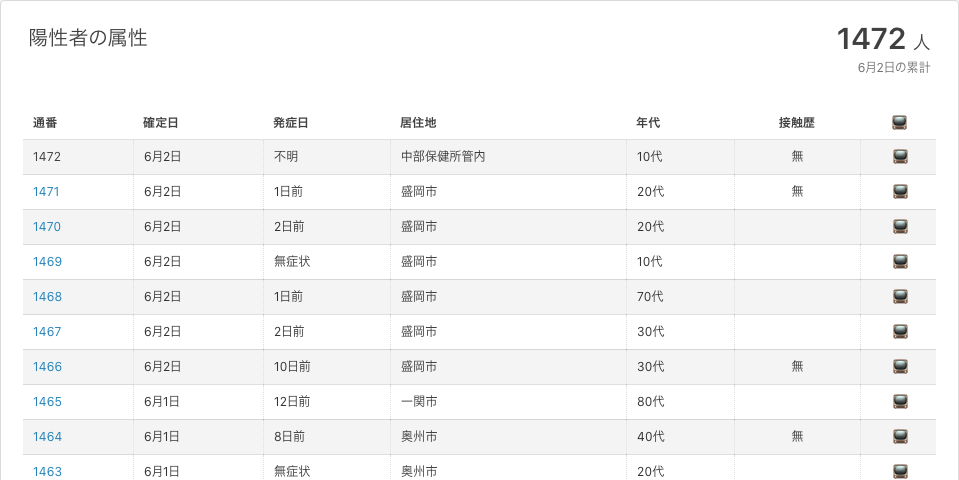 陽性者の属性
1472 人
6月2日の累計
通番 確定日 発症日 居住地 年代 接触歴
1472 6月2日 不明 中部保健所管内 10代 無
1471 6月2日 1日前 盛岡市 20代 無
1470 6月2日 2日前 盛岡市 20代
1469 6月2日 無症状 盛岡市 10代
1468 6月2日 1日前 盛岡市 70代
1467 6月2日 2日前 盛岡市 30代
1466 6月2日 10日前 盛岡市 30代 無
1465 6月1日 12日前 一関市 80代
1464 6月1日 8日前 奥州市 40代 無
1463 6月1日 無症状 奥州市 20代